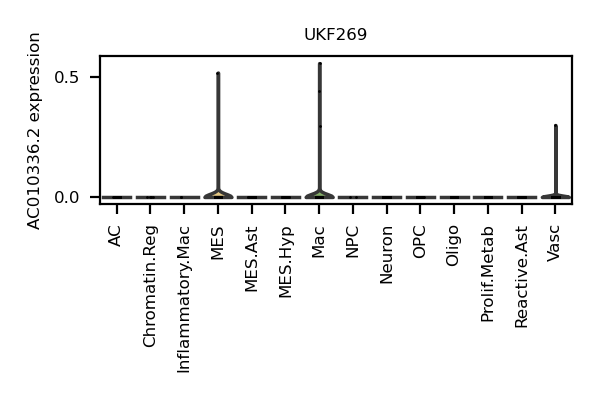 UKF269
AC010336.2 expression
0.5
0.0
AC
Chromatin.Reg
Inflammatory.Mac
MES
MES.Ast
MES.Hyp
Mac
NPC
Neuron
OPC
Oligo
Prolif.Metab
Reactive.Ast
Vasc